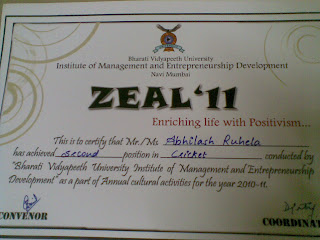 Bharati Vidyapeeth University
Institute of Management and Entrepreneurship Development
Navi Mumbai
ZEAL'11
Enriching life with Positivism...
This is to certify that Mr./Ms. Abhilash Ruhela
has achieved Second position in Cricket conducted by
"Bharati Vidyapeeth University Institute of Management and Entrepreneurship
Development" as a part of Annual cultural activities for the year 2010-11.
CONVENOR COORDINAT